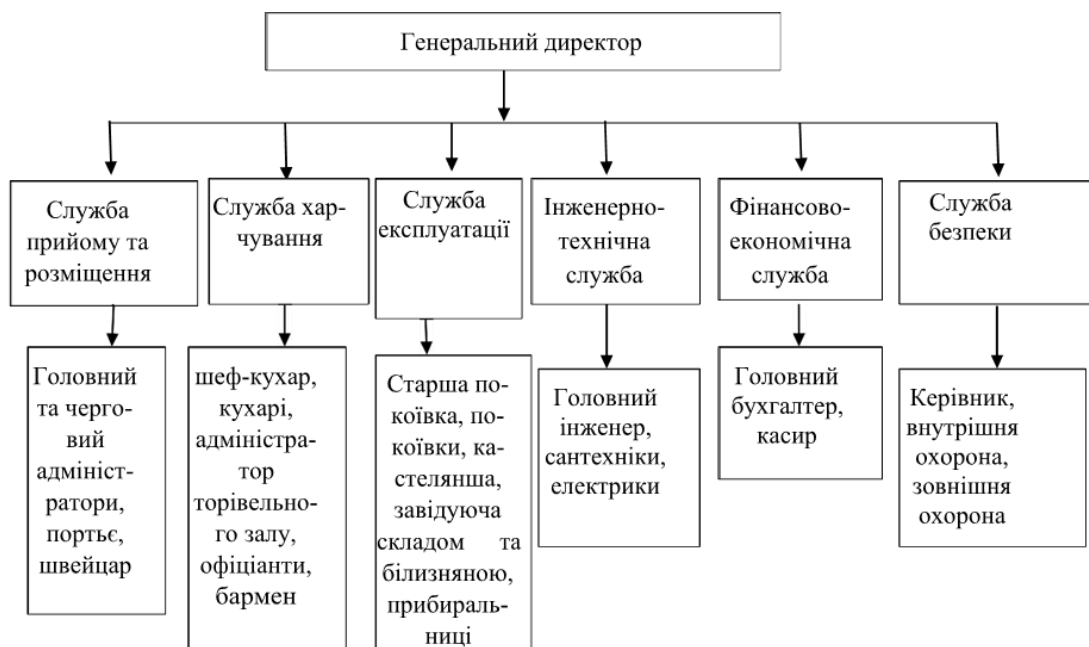 Генеральний директор
Служба
прийому та
розміщення
Служба хар-
чування
Служба
експлуатації
Інженерно-
технічна
служба
Фінансово-
економічна
служба
Служба
безпеки
Головний
та черго-
вий
адмініст-
ратори,
портьє,
швейцар
шеф-кухар,
кухарі,
адміністра-
тор
торівельно-
го залу,
офіціанти,
бармен
Старша по-
коївка, по-
коївки, ка-
стелянша,
завідуюча
складом та
білизняною,
прибираль-
ниці
Головний
інженер,
сантехніки,
електрики
Головний
бухгалтер,
касир
Керівник,
внутрішня
охорона,
зовнішня
охорона